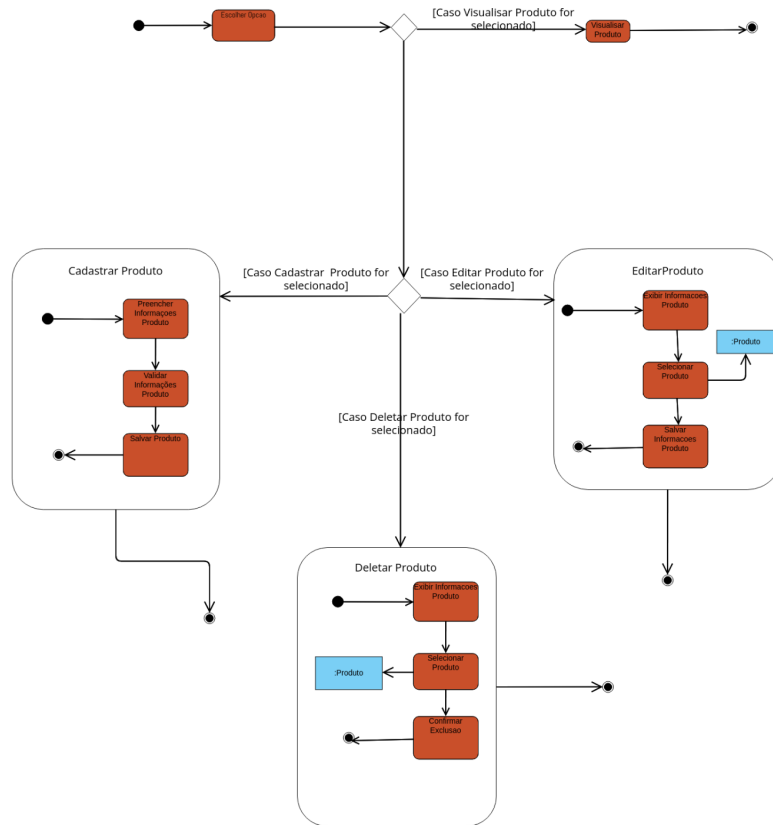 Escolher Opcao
[Caso Visualisar Produto for
selecionado]
Visualisar
Produto
Cadastrar Produto
[Caso Cadastrar  Produto for
selecionado]
[Caso Editar Produto for
selecionado]
EditarProduto
Preencher
Informaçoes
Produto
Validar
Informações
Produto
Salvar Produto
Exibir Informacoes
Produto
:Produto
Selecionar
Produto
Salvar
Informacoes
Produto
[Caso Deletar Produto for
selecionado]
Deletar Produto
Exibir Informacoes
Produto
:Produto
Selecionar
Produto
Confirmar
Exclusao